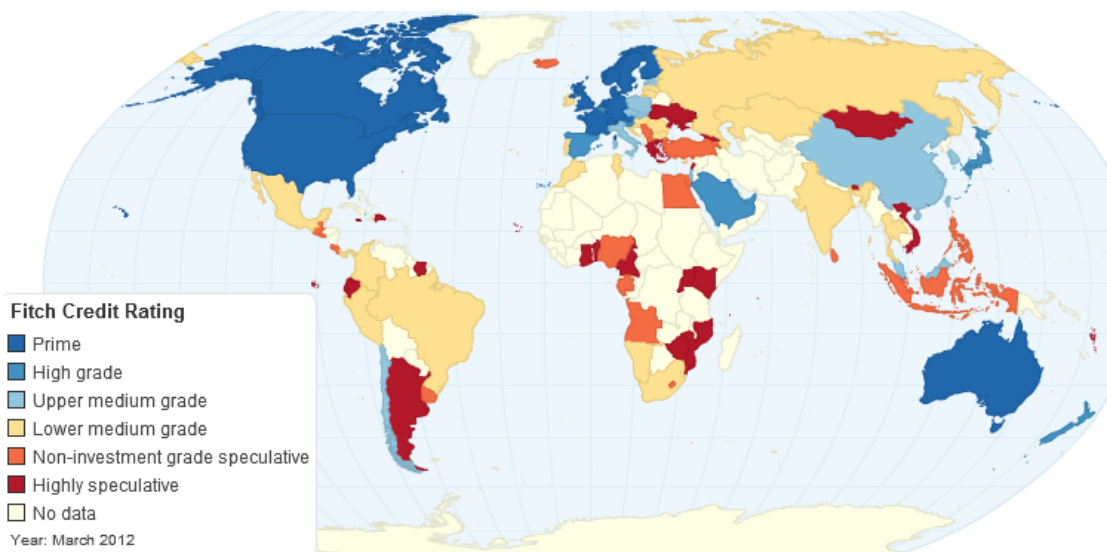 Fitch Credit Rating
Prime
High grade
Upper medium grade
Lower medium grade
Non-investment grade speculative
Highly speculative
No data
Year: March 2012